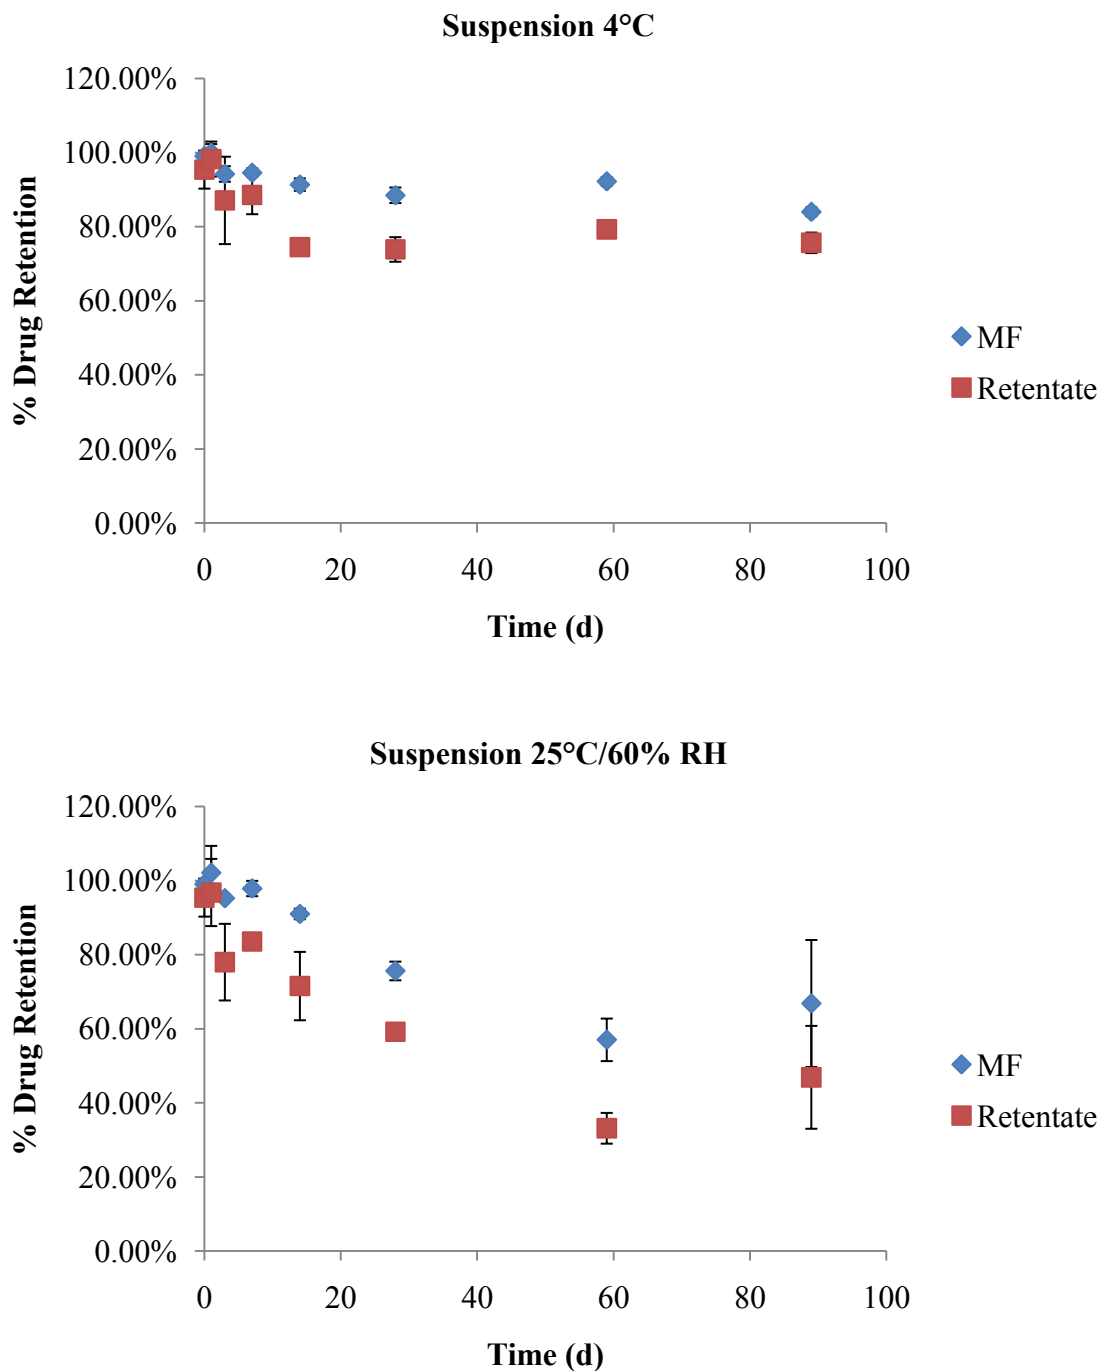 Suspension 4°C
120.00%
100.00%
80.00%
60.00%
40.00%
20.00%
0.00%
% Drug Retention
0 20 40 60 80 100
Time (d)
MF
Retentate
Suspension 25°C/60% RH
120.00%
100.00%
80.00%
60.00%
40.00%
20.00%
0.00%
% Drug Retention
0 20 40 60 80 100
Time (d)
MF
Retentate